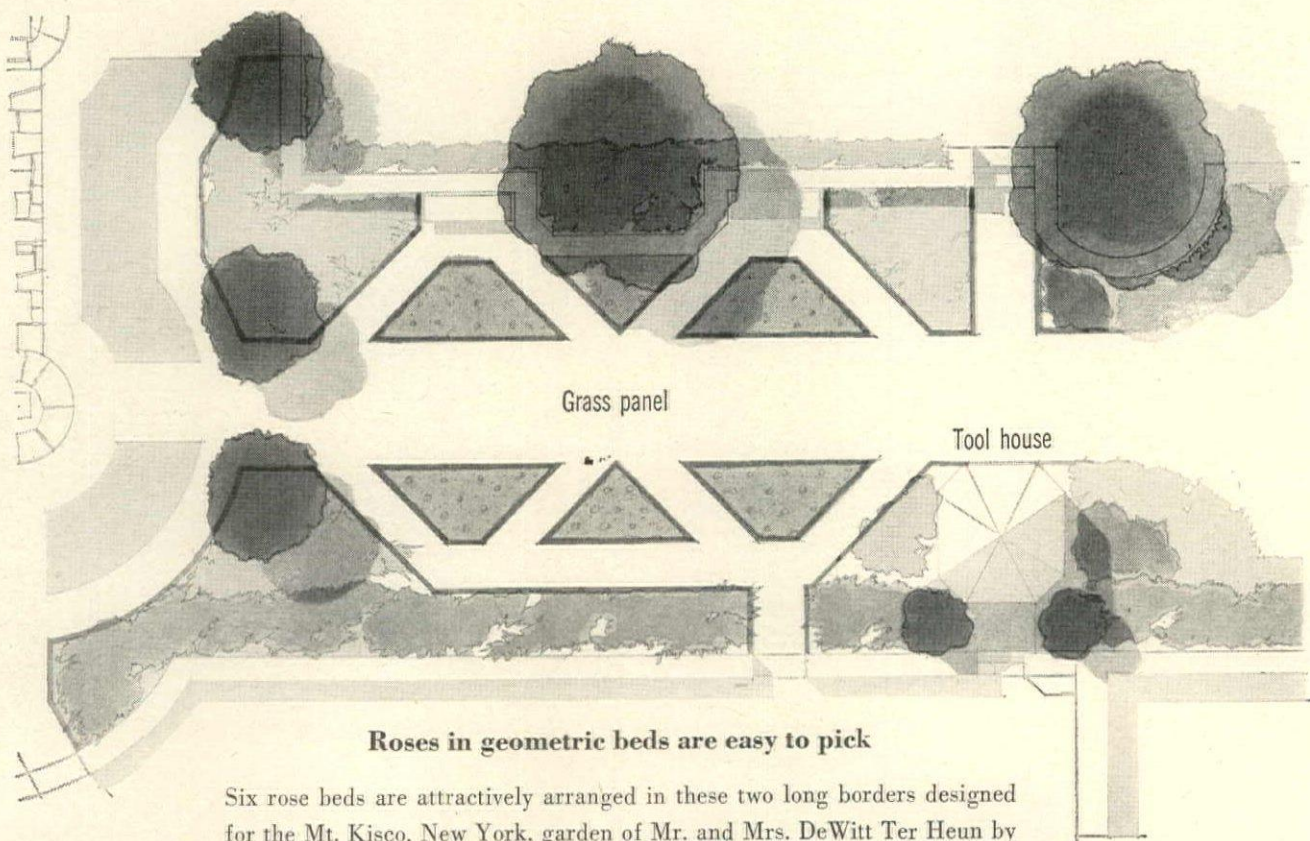 Grass panel
Tool house
Roses in geometric beds are easy to pick
Six rose beds are attractively arranged in these two long borders designed
for the Mt. Kisco, New York, garden of Mr. and Mrs. DeWitt Ter Heun by